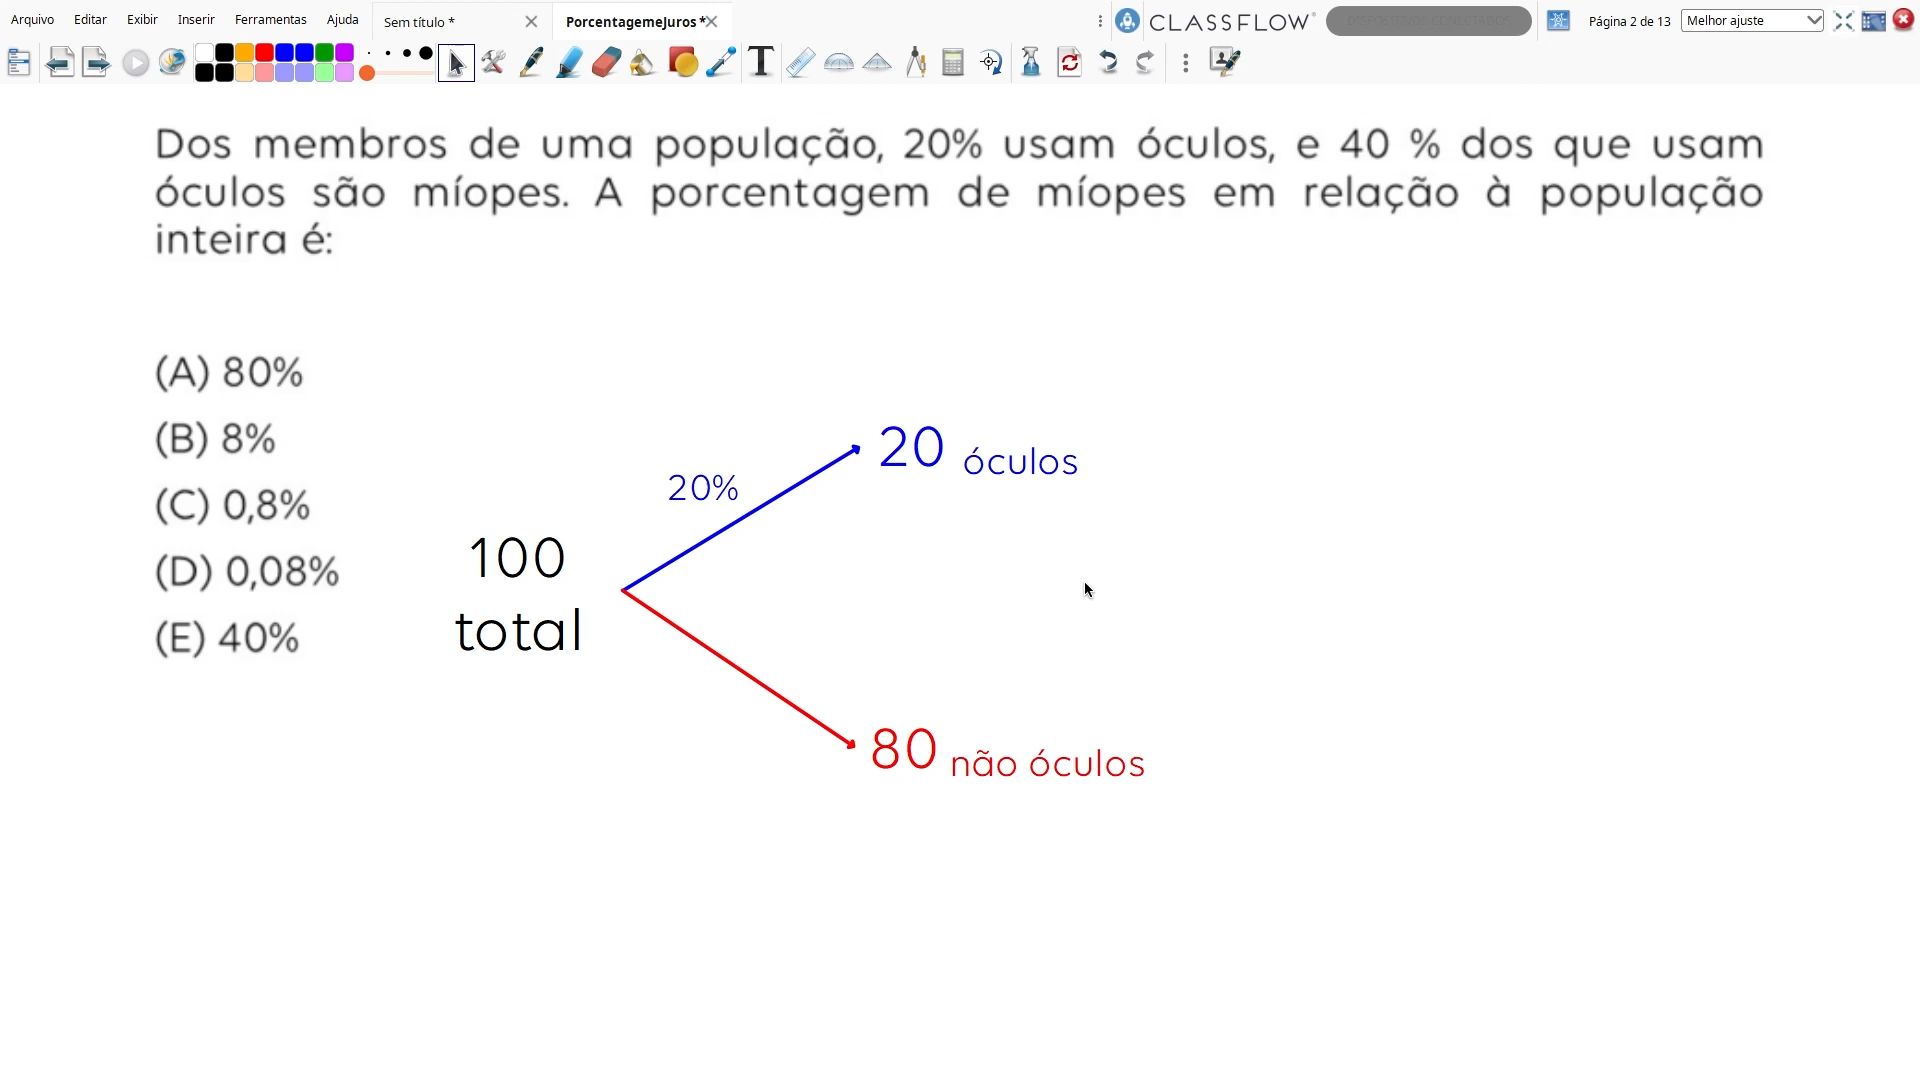 Arquivo Editar Exibir Inserir Ferramentas Ajuda
Sem título *
PorcentagemeJuros *
CLASSFLOW
Página 2 de 13
Melhor ajuste
T
Dos membros de uma população, 20% usam óculos, e 40 % dos que usam
óculos são míopes. A porcentagem de míopes em relação à população
inteira é:
(A) 80%
(B) 8%
(C) 0,8%
(D) 0,08%
(E) 40%
20 óculos
20%
100
total
80 não óculos